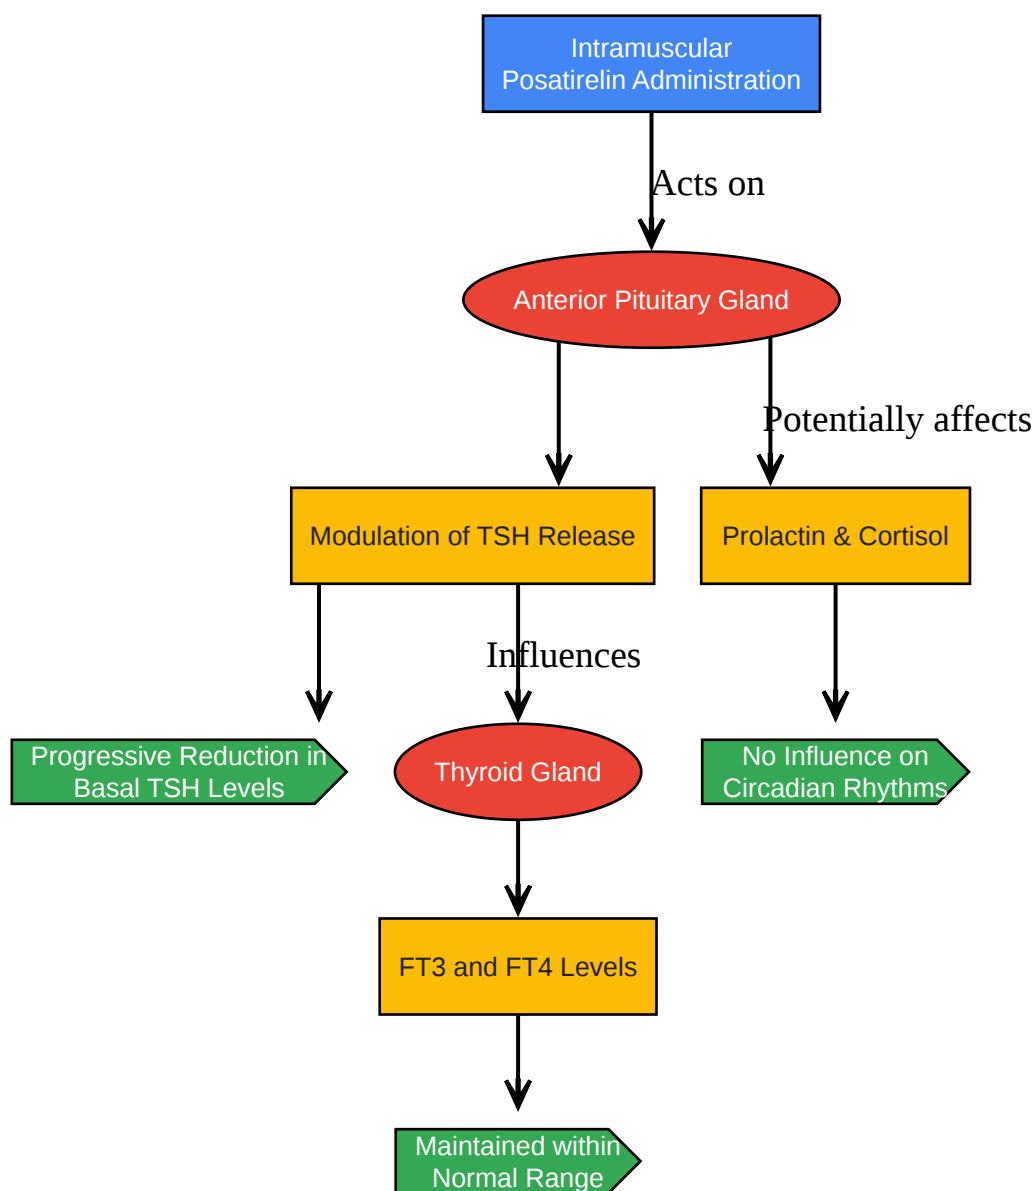 Intramuscular
Posatirelin Administration
Acts on
Anterior Pituitary Gland
Potentially affects
Modulation of TSH Release
Prolactin & Cortisol
Influences
Progressive Reduction in
Basal TSH Levels
Thyroid Gland
No Influence on
Circadian Rhythms
FT3 and FT4 Levels
Maintained within
Normal Range